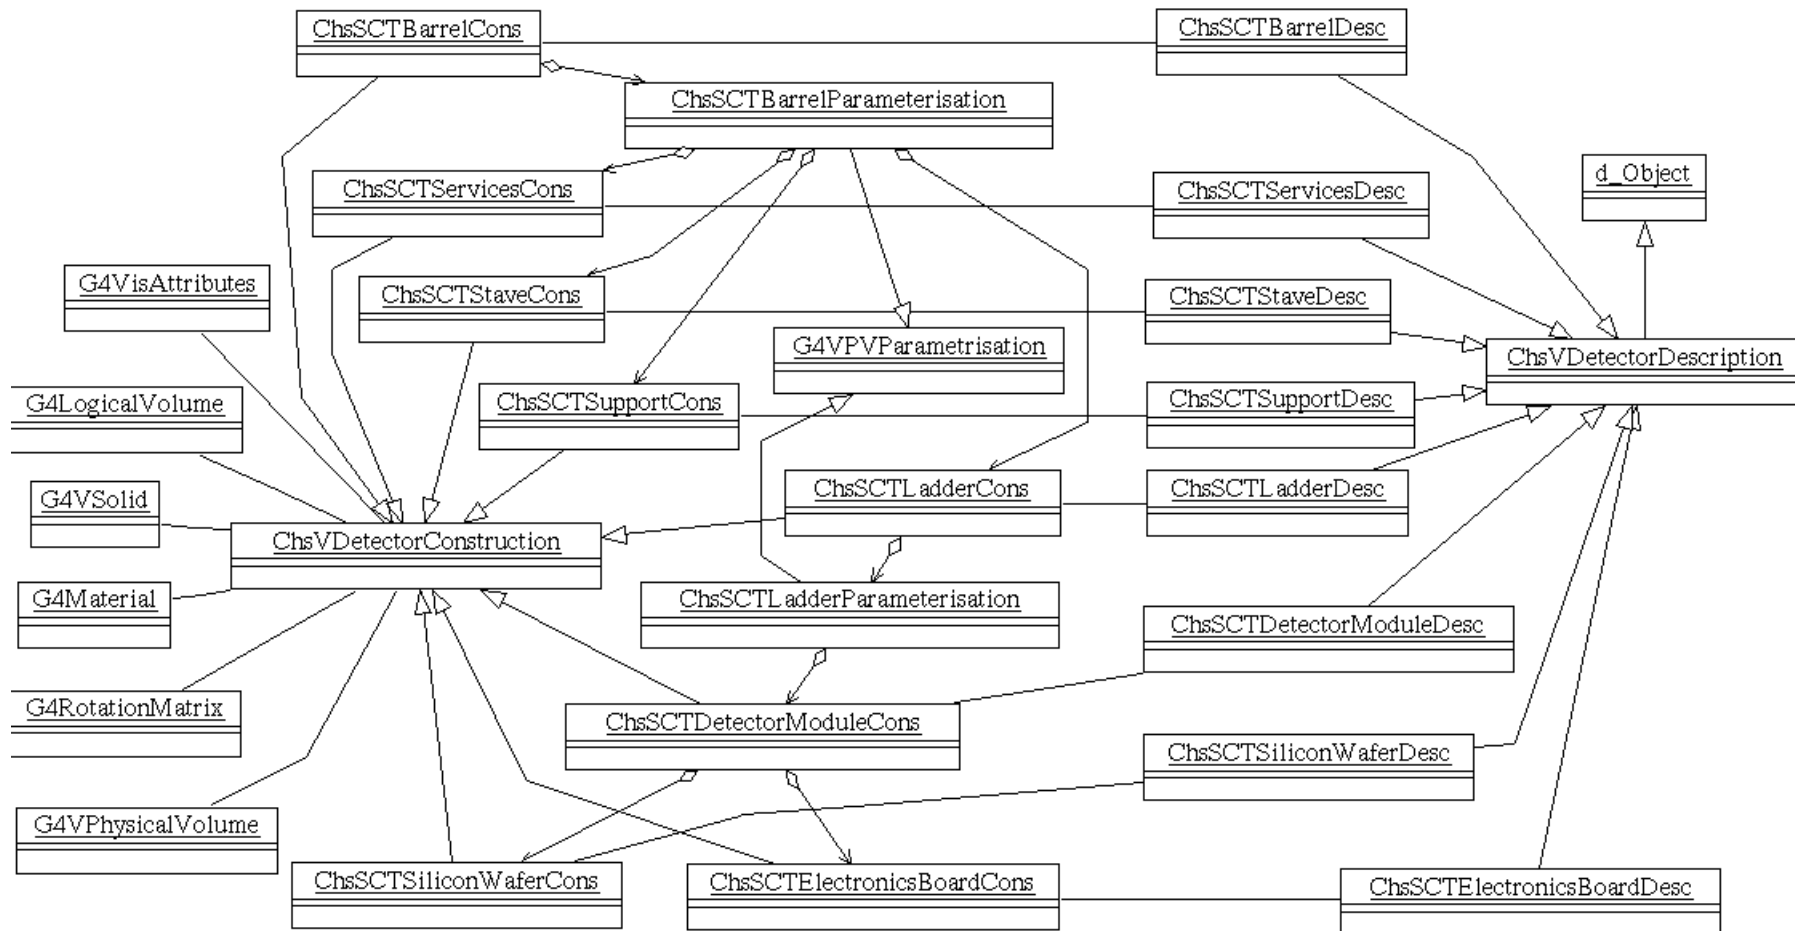 ChsSCTBarrelCons
ChsSCTBarrelDesc
ChsSCTBarrelParameterisation
d_Object
ChsSCTServicesCons
ChsSCTServicesDesc
G4VisAttributes
ChsSCTStaveCons
ChsSCTStaveDesc
G4VPVParametrisation
ChsVDetectorDescription
G4LogicalVolume
ChsSCTSupportCons
ChsSCTSupportDesc
G4VSolid
ChsSCTLadderCons
ChsSCTLadderDesc
ChsVDetectorConstruction
G4Material
ChsSCTLadderParameterisation
ChsSCTDetectorModuleDesc
G4RotationMatrix
ChsSCTDetectorModuleCons
ChsSCTSiliconWaferDesc
G4VPhysicalVolume
ChsSCTSiliconWaferCons
ChsSCTElectronicsBoardCons
ChsSCTElectronicsBoardDesc